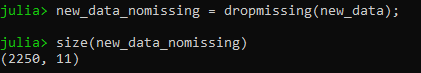 julia> new_data_nomissing = dropmissing(new_data);
julia> size(new_data_nomissing)
(2250, 11)